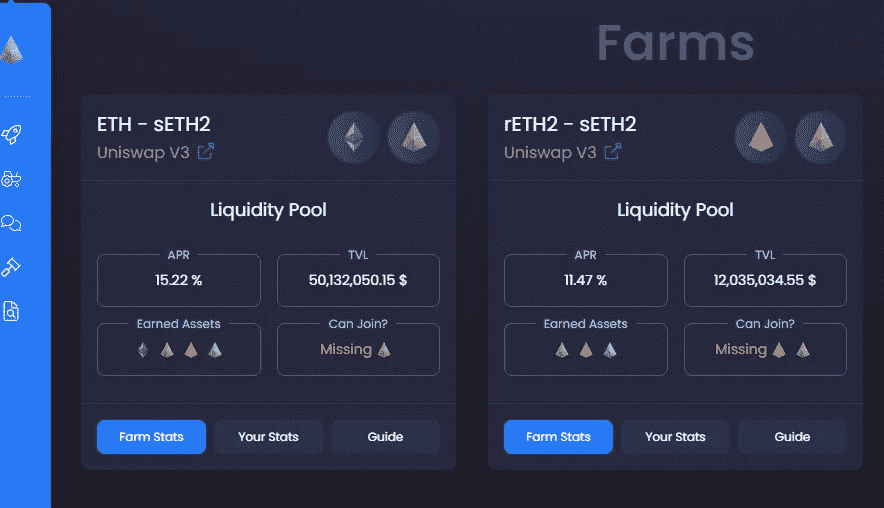 Farms
ETH - sETH2
Uniswap V3
Liquidity Pool
APR
15.22 %
TVL
50,132,050.15 $
Earned Assets
Can Join?
Missing
Farm Stats
Your Stats
Guide
rETH2 - sETH2
Uniswap V3
Liquidity Pool
APR
11.47 %
TVL
12,035,034.55 $
Earned Assets
Can Join?
Missing
Farm Stats
Your Stats
Guide